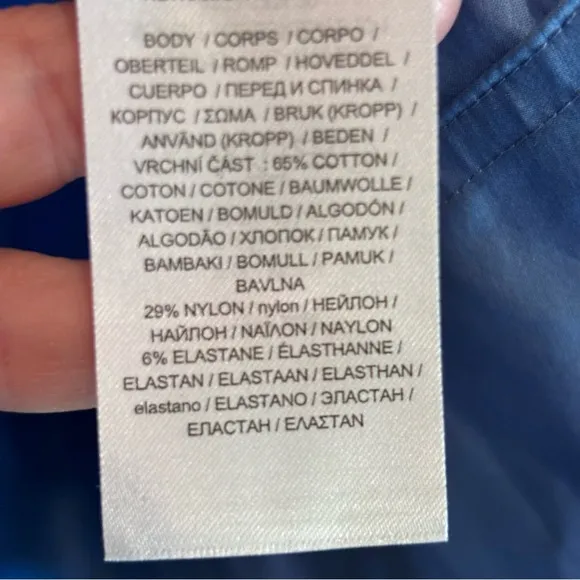 BODY / CORPS / CORPO /
OBERTEIL / ROMP / HOVEDDEL /
CUERPO / ПЕРЕД И СПИНКА /
КОРПУС / ΣΩΜΑ / BRUK (KROPP) /
ANVÄND (KROPP) / BEDEN /
VRCHNÍ ČÁST : 65% COTTON /
COTON / COTONE / BAUMWOLLE /
KATOEN / BOMULD / ALGODÓN /
ALGODÃO / ХЛОПОК / ПАМУК /
ΒΑΜΒΑΚΙ / BOMULL / PAMUK /
BAVLNA
29% NYLON / nylon / НЕЙЛОН /
НАЙЛОН / ΝΑΪΛΟΝ / NAYLON
6% ELASTANE / ÉLASTHANNE /
ELASTAN / ELASTAAN / ELASTHAN /
elastano / ELASTANO / ЭЛАСТАН /
ЕЛАСТАН / ΕΛΑΣΤΑΝ